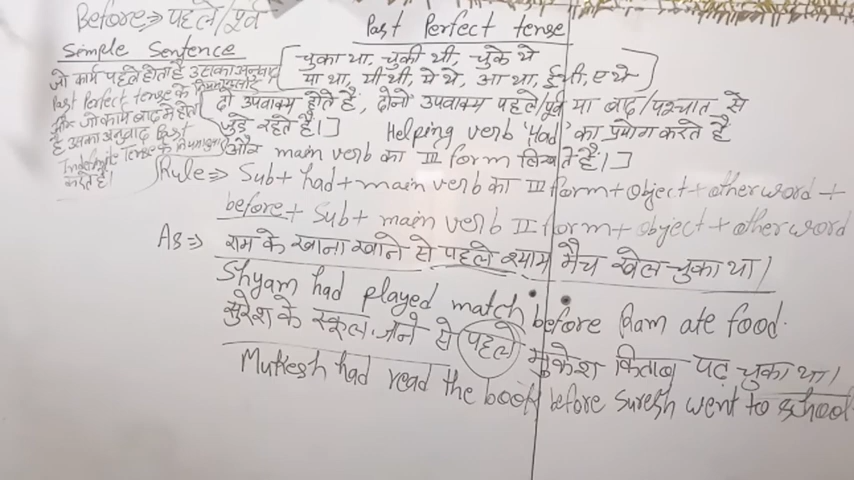 Before ⇒ पहले/पूर्व
Past Perfect tense
Simple Sentence
जो कार्य पहले होता है उसका अनुवाद
Past Perfect tense के नियमानुसार
और जो कार्य बाद में होता
है उसका अनुवाद Past
Indefinite Tense के नियमानुसार
करते हैं।
चुका था, चुकी थी, चुके थे
या था, यी थी, ये थे, आ था, ई थी, ए थे
दो उपवाक्य होते हैं, दोनों उपवाक्य पहले/पूर्व या बाद/पश्चात से
जुड़े रहते हैं।]
Helping verb 'Had' का प्रयोग करते हैं
और main verb का III form लिखते हैं।]
Rule ⇒ Sub + had + main verb का III form + object + other word +
before + Sub + main verb II form + object + other word
As ⇒ राम के खाना खाने से पहले श्याम मैच खेल चुका था।
Shyam had played match before Ram ate food.
सुरेश के स्कूल जाने से पहले मुकेश किताब पढ़ चुका था।
Mukesh had read the book before Suresh went to school